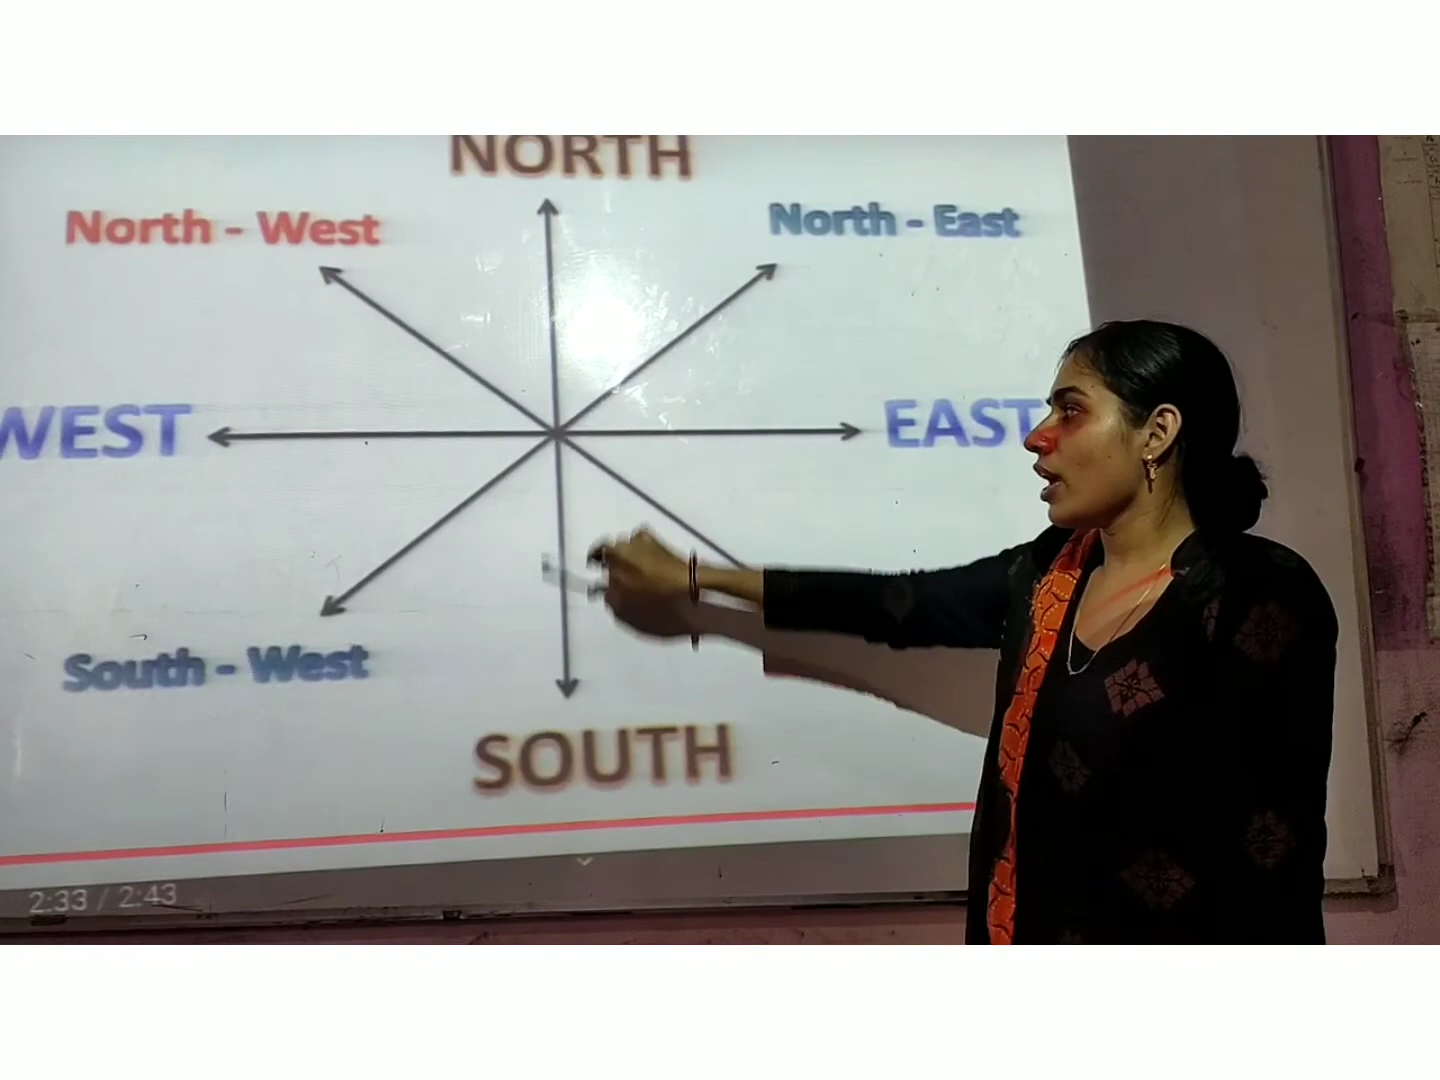 NORTH
North - West
North - East
WEST
EAST
South - West
SOUTH
2:33 / 2:43